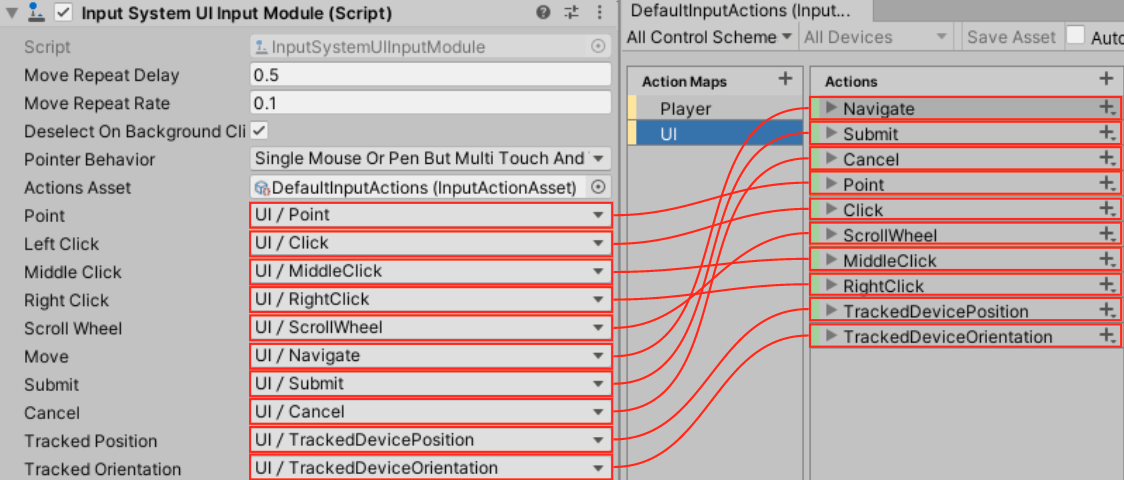 Input System UI Input Module (Script)
Script InputSystemUIInputModule
Move Repeat Delay 0.5
Move Repeat Rate 0.1
Deselect On Background Cli
Pointer Behavior Single Mouse Or Pen But Multi Touch And
Actions Asset DefaultInputActions (InputActionAsset)
Point UI / Point
Left Click UI / Click
Middle Click UI / MiddleClick
Right Click UI / RightClick
Scroll Wheel UI / ScrollWheel
Move UI / Navigate
Submit UI / Submit
Cancel UI / Cancel
Tracked Position UI / TrackedDevicePosition
Tracked Orientation UI / TrackedDeviceOrientation
DefaultInputActions (Input...
All Control Scheme All Devices Save Asset Auto
Action Maps
Player
UI
Actions
Navigate
Submit
Cancel
Point
Click
ScrollWheel
MiddleClick
RightClick
TrackedDevicePosition
TrackedDeviceOrientation